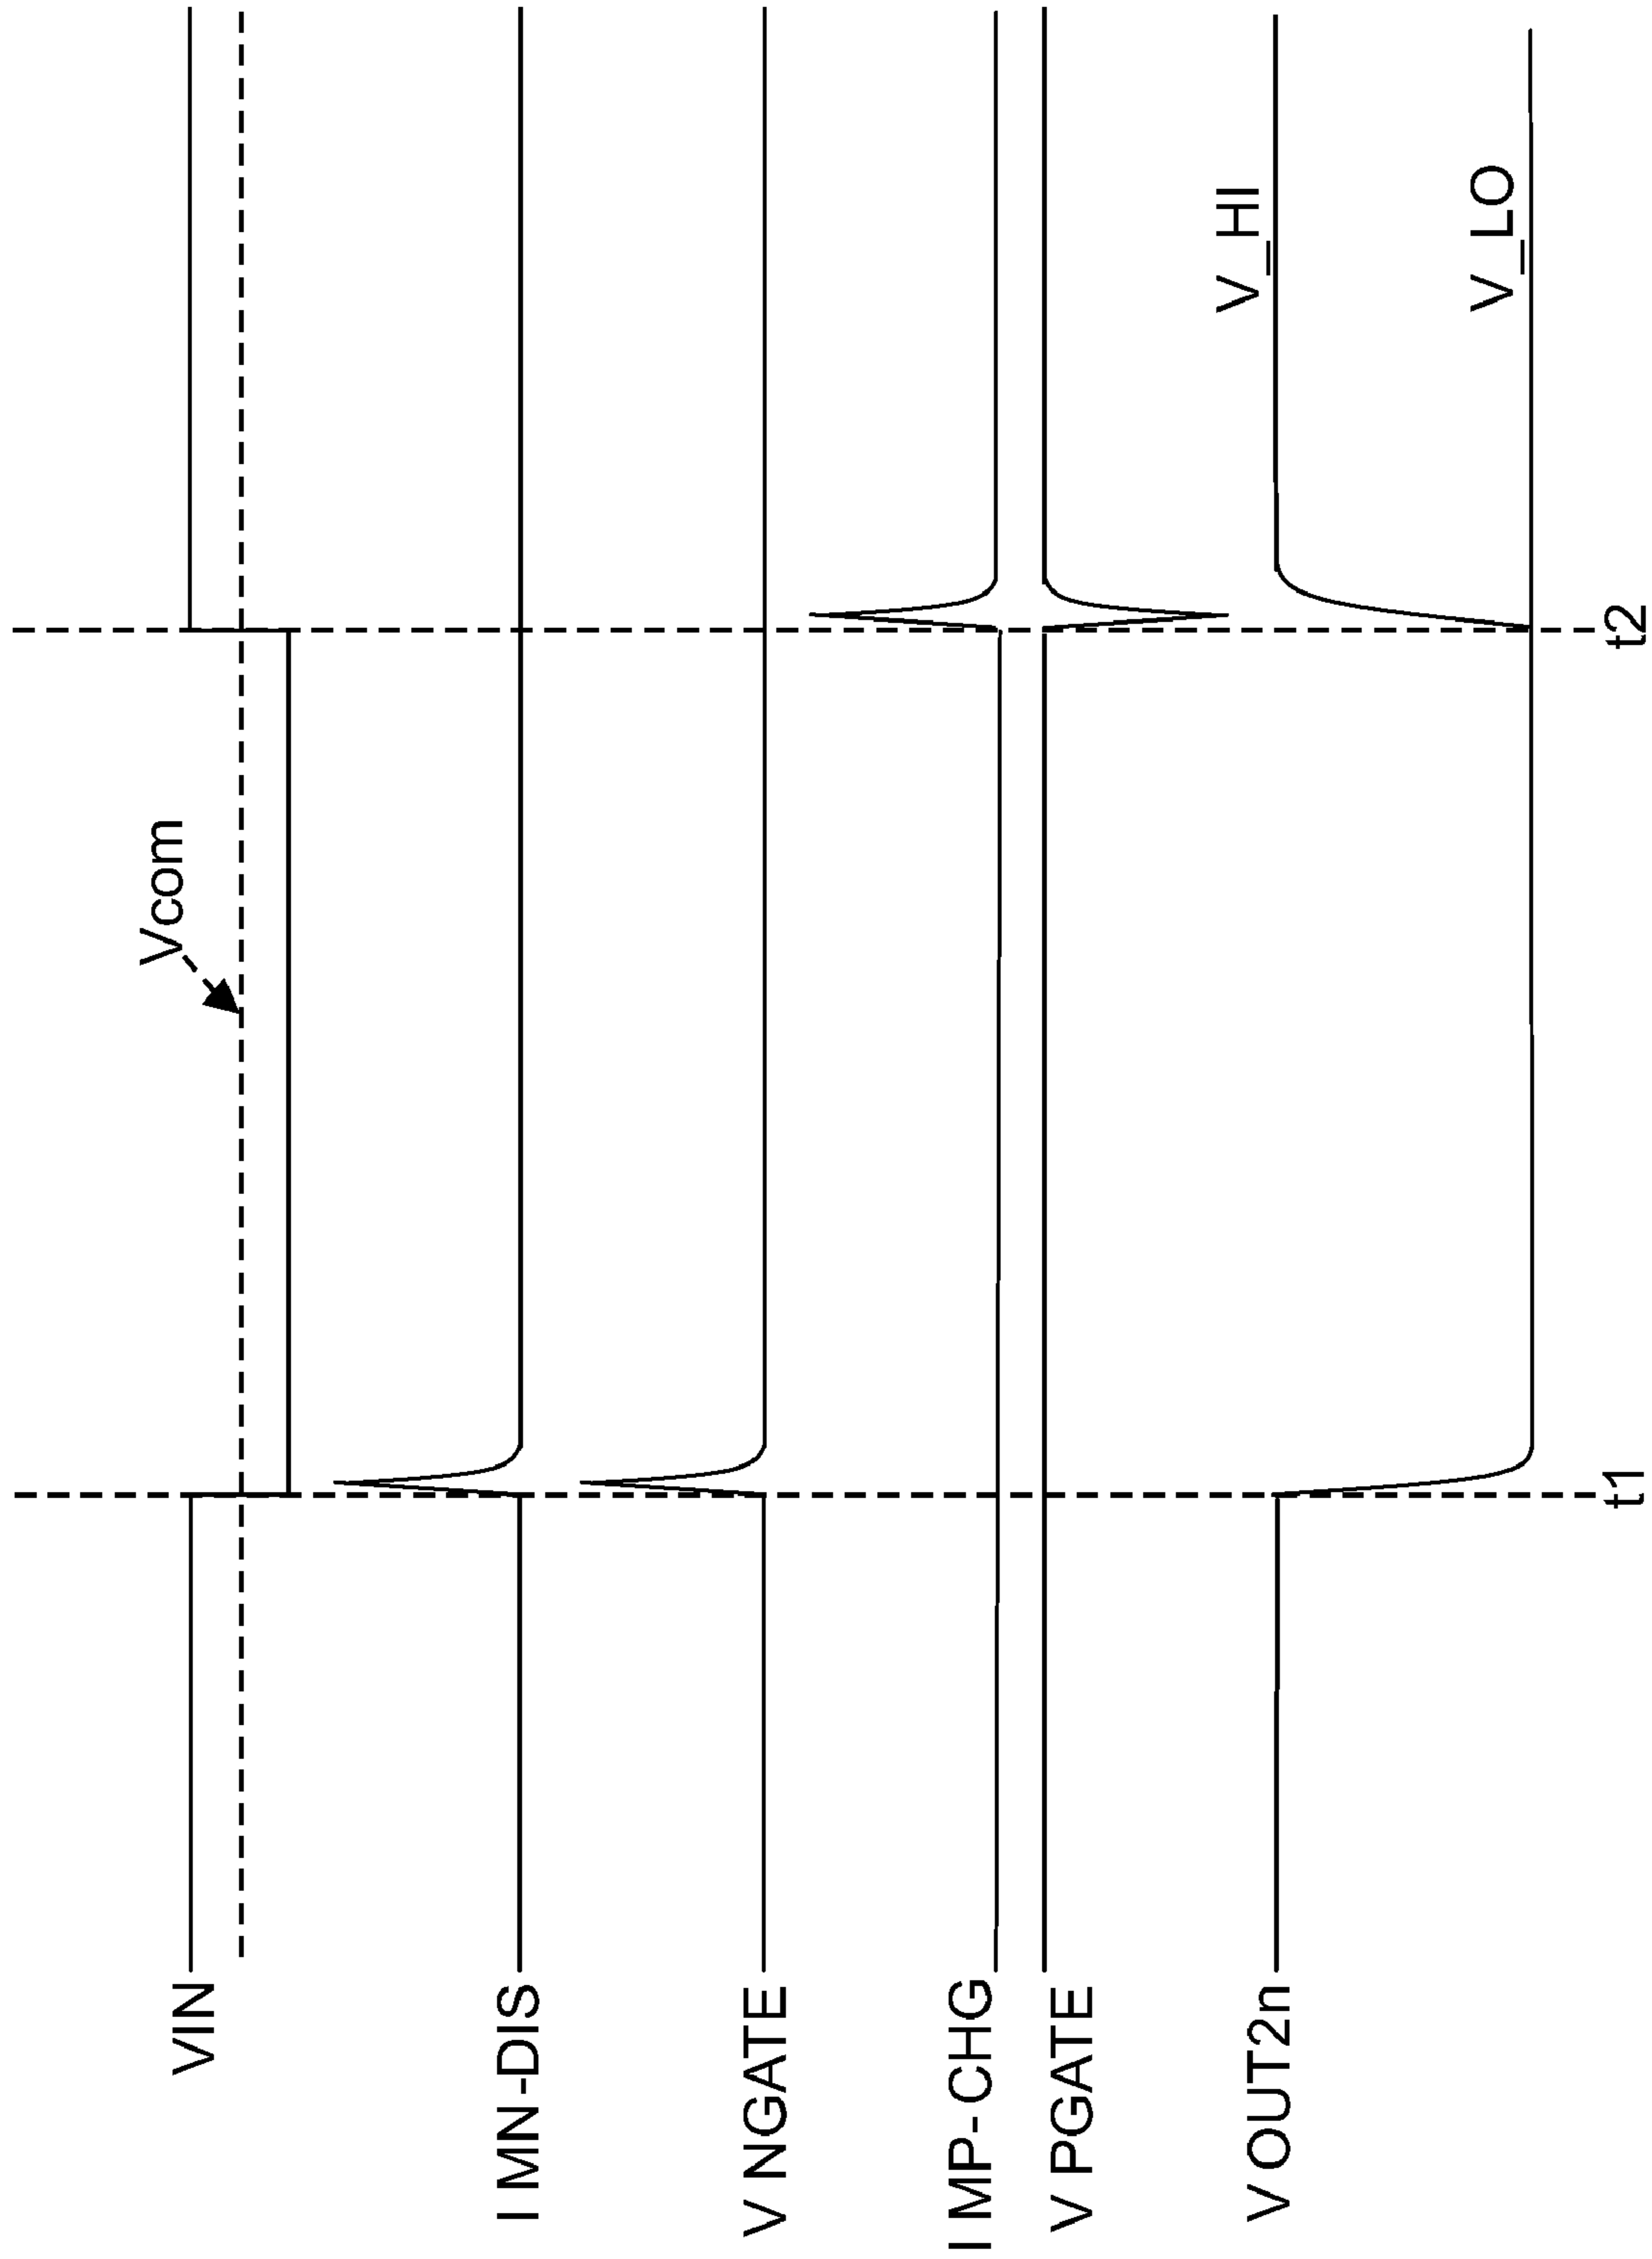 VIN
Vcom
I MN-DIS
V NGATE
I MP-CHG
V PGATE
V OUT2n
V_HI
V_LO
t1
t2